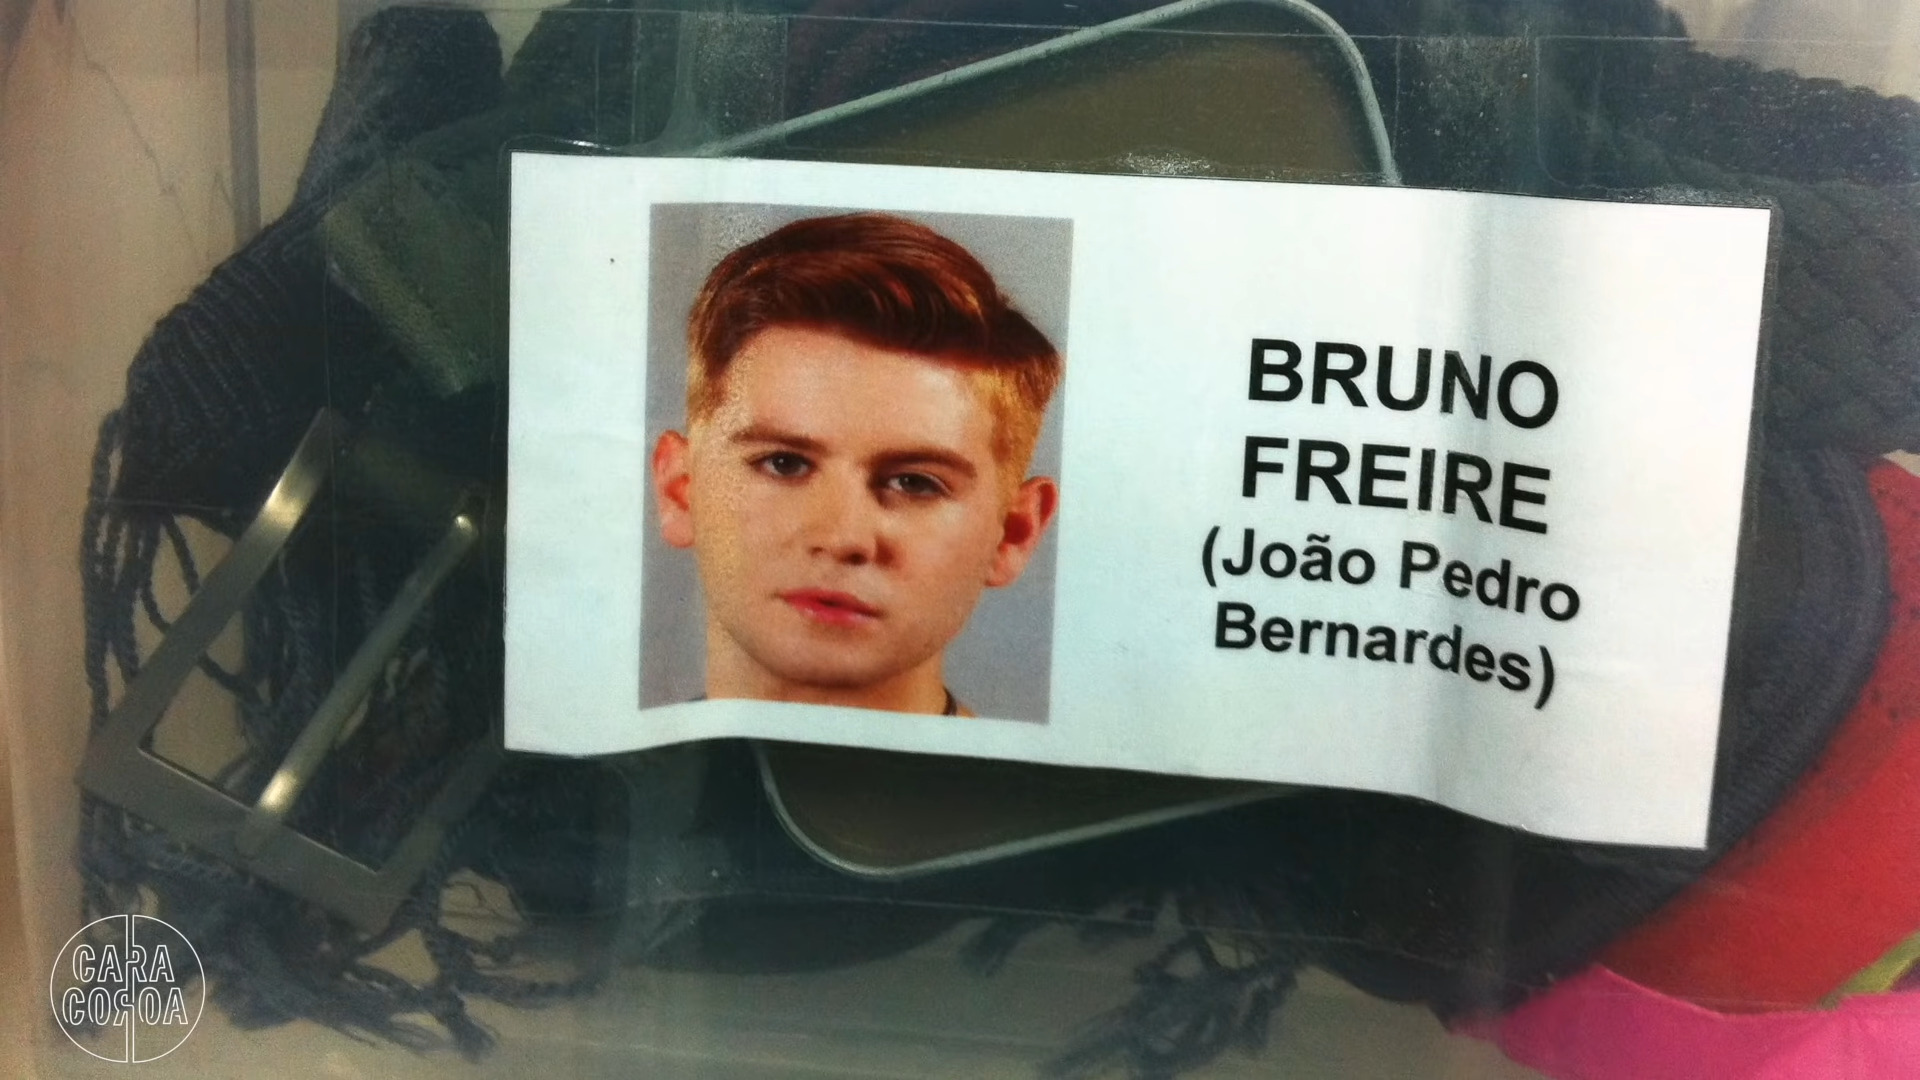 BRUNO
FREIRE
(João Pedro
Bernardes)
CARA
COROA